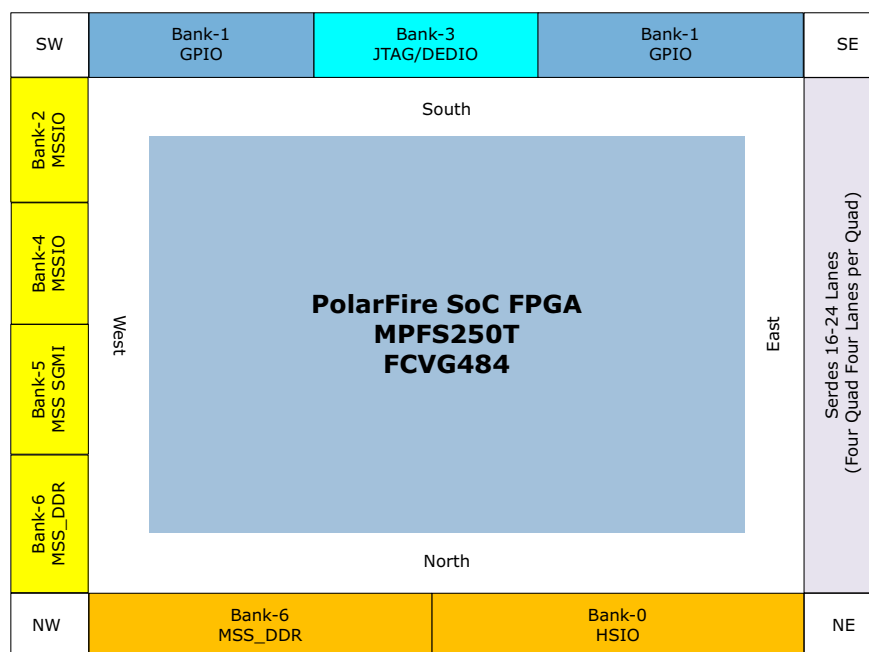 SW
Bank-1
GPIO
Bank-3
JTAG/DEDIO
Bank-1
GPIO
SE
South
Bank-2
MSSIO
Bank-4
MSSIO
Bank-5
MSS SGMI
Bank-6
MSS_DDR
West
PolarFire SoC FPGA
MPFS250T
FCVG484
East
Serdes 16-24 Lanes
(Four Quad Four Lanes per Quad)
North
NW
Bank-6
MSS_DDR
Bank-0
HSIO
NE